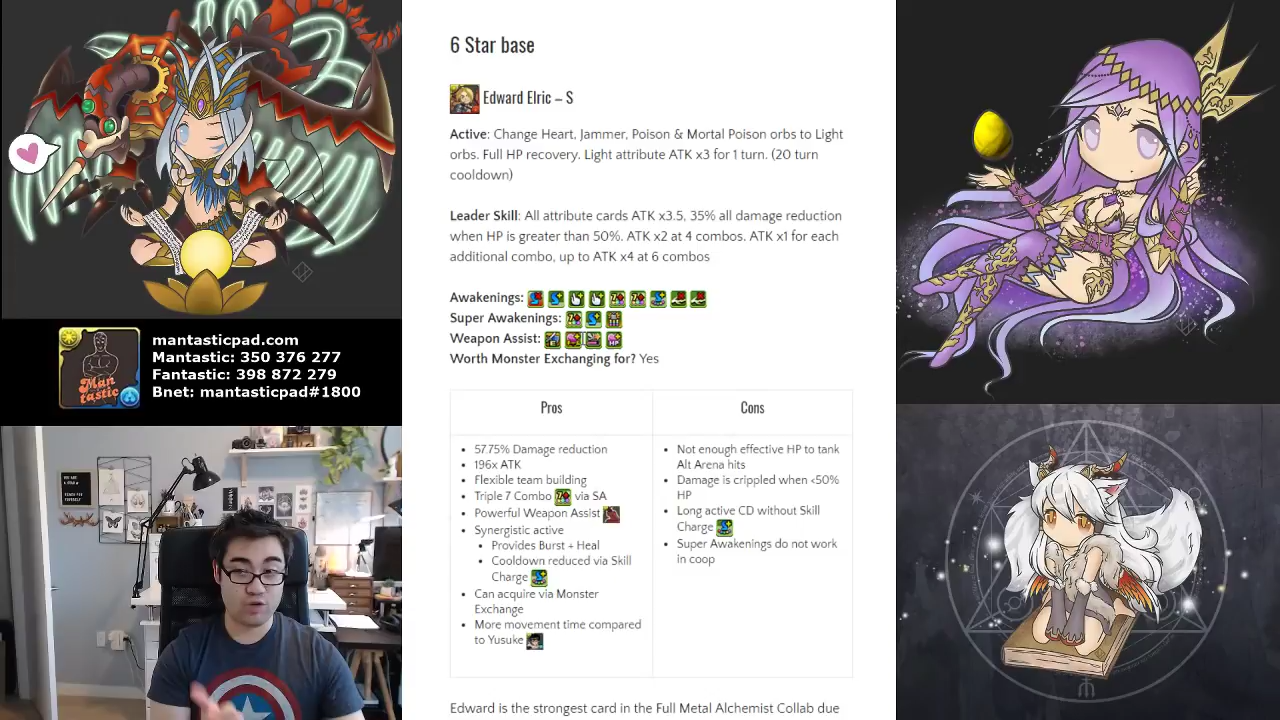 mantasticpad.com
Mantastic: 350 376 277
Fantastic: 398 872 279
Bnet: mantasticpad#1800
Man
tastic
6 Star base
Edward Elric – S
Active: Change Heart, Jammer, Poison & Mortal Poison orbs to Light
orbs. Full HP recovery. Light attribute ATK x3 for 1 turn. (20 turn
cooldown)
Leader Skill: All attribute cards ATK x3.5, 35% all damage reduction
when HP is greater than 50%. ATK x2 at 4 combos. ATK x1 for each
additional combo, up to ATK x4 at 6 combos
Awakenings:
Super Awakenings:
Weapon Assist:
Worth Monster Exchanging for? Yes
Pros
57.75% Damage reduction
196x ATK
Flexible team building
Triple 7 Combo via SA
Powerful Weapon Assist
Synergistic active
Provides Burst + Heal
Cooldown reduced via Skill
Charge
Can acquire via Monster
Exchange
More movement time compared
to Yusuke
Cons
Not enough effective HP to tank
Alt Arena hits
Damage is crippled when <50%
HP
Long active CD without Skill
Charge
Super Awakenings do not work
in coop
Edward is the strongest card in the Full Metal Alchemist Collab due